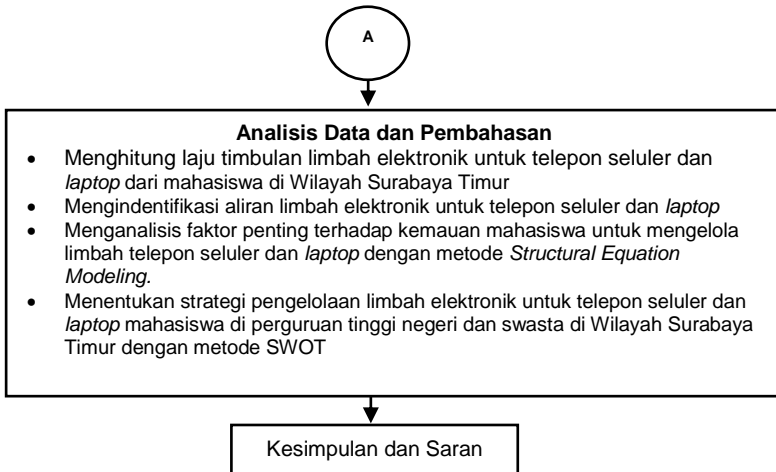 A
Analisis Data dan Pembahasan
• Menghitung laju timbulan limbah elektronik untuk telepon seluler dan
laptop dari mahasiswa di Wilayah Surabaya Timur
• Mengidentifikasi aliran limbah elektronik untuk telepon seluler dan laptop
• Menganalisis faktor penting terhadap kemauan mahasiswa untuk mengelola
limbah telepon seluler dan laptop dengan metode Structural Equation
Modeling.
• Menentukan strategi pengelolaan limbah elektronik untuk telepon seluler dan
laptop mahasiswa di perguruan tinggi negeri dan swasta di Wilayah Surabaya
Timur dengan metode SWOT
Kesimpulan dan Saran